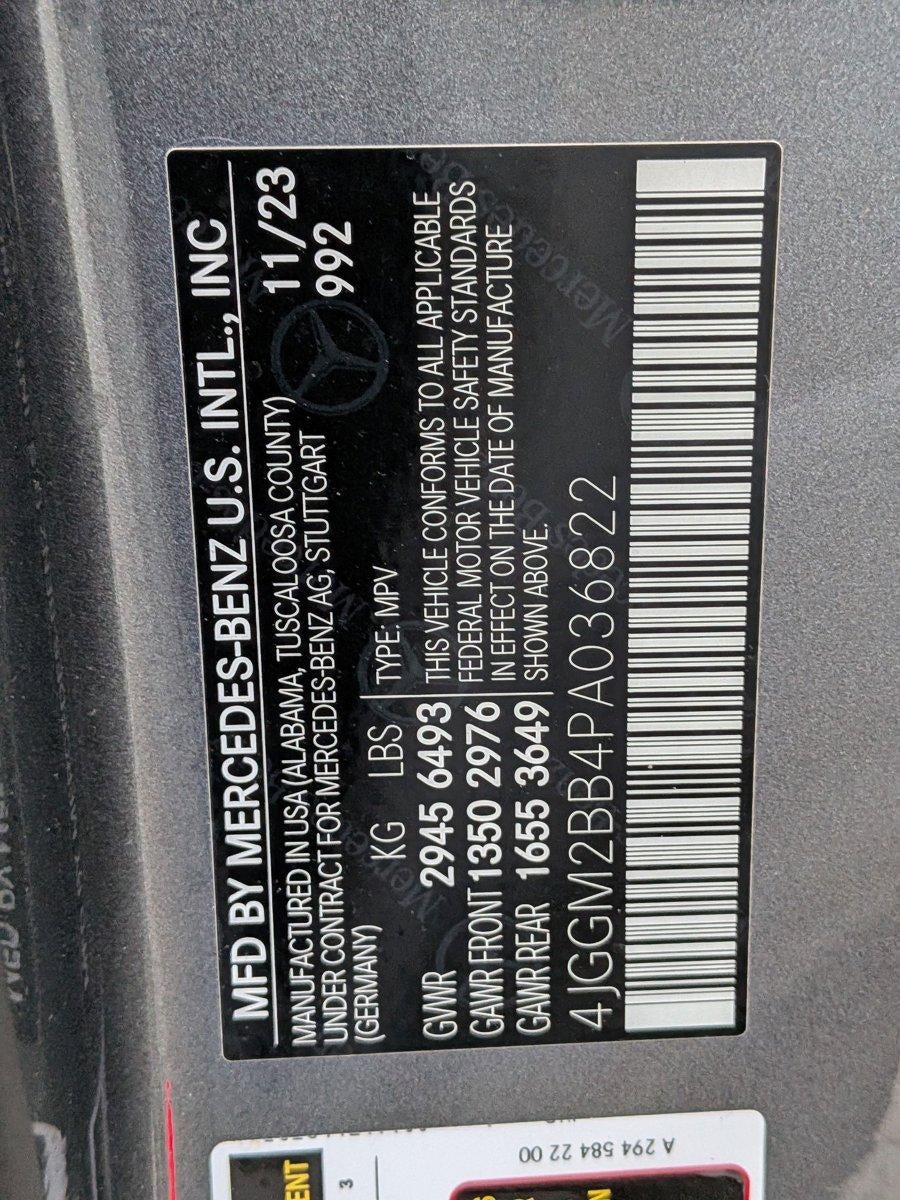 MFD BY MERCEDES-BENZ U.S. INTL., INC
MANUFACTURED IN USA (ALABAMA, TUSCALOOSA COUNTY) 11/23
UNDER CONTRACT FOR MERCEDES-BENZ AG, STUTTGART 992
(GERMANY)
KG LBS TYPE: MPV
GVWR 2945 6493 THIS VEHICLE CONFORMS TO ALL APPLICABLE
GAWR FRONT 1350 2976 FEDERAL MOTOR VEHICLE SAFETY STANDARDS
GAWR REAR 1655 3649 IN EFFECT ON THE DATE OF MANUFACTURE
SHOWN ABOVE.
4JGGM2BB4PA036822
A 294 584 22 00
3